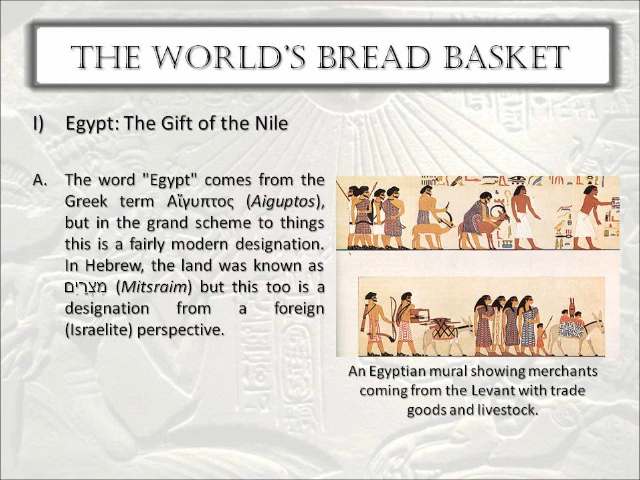 THE WORLD'S BREAD BASKET
I) Egypt: The Gift of the Nile
A. The word "Egypt" comes from the
Greek term Αἴγυπτος (Aiguptos),
but in the grand scheme to things
this is a fairly modern designation.
In Hebrew, the land was known as
מִצְרַיִם (Mitsraim) but this too is a
designation from a foreign
(Israelite) perspective.
An Egyptian mural showing merchants
coming from the Levant with trade
goods and livestock.